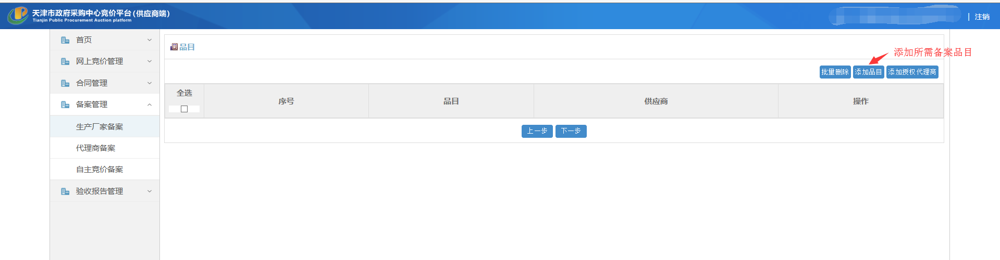 天津市政府采购中心竞价平台(供应商端)
Tianjin Public Procurement Auction platform
注销
首页
网上竞价管理
合同管理
备案管理
生产厂家备案
代理商备案
自主竞价备案
验收报告管理
品目
添加所需备案品目
批量删除 添加品目 添加授权代理商
全选 序号 品目 供应商 操作
上一步 下一步